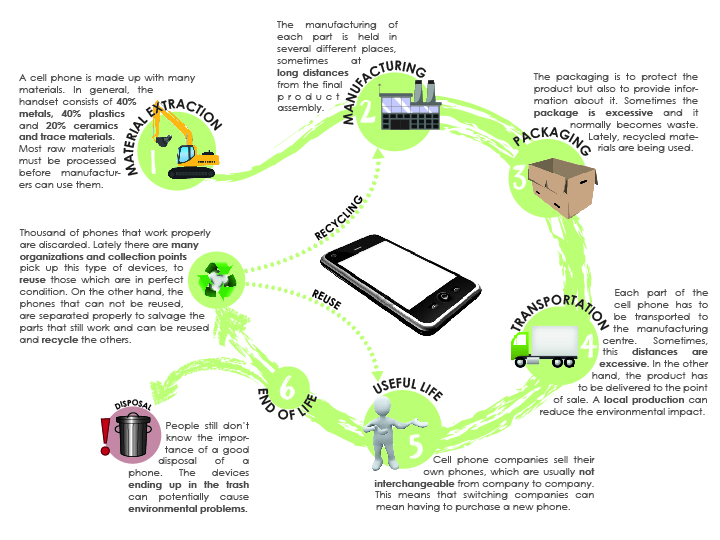 A cell phone is made up with many
materials. In general, the
handset consists of 40%
metals, 40% plastics
and 20% ceramics
and trace materials.
Most raw materials
must be processed
before manufactur-
ers can use them.
MATERIAL EXTRACTION
1
The manufacturing of
each part is held in
several different places,
sometimes at
long distances
from the final
product
assembly.
MANUFACTURING
2
The packaging is to protect the
product but also to provide infor-
mation about it. Sometimes the
package is excessive and it
normally becomes waste.
Lately, recycled mate-
rials are being used.
PACKAGING
3
Each part of the
cell phone has to
be transported to
the manufacturing
centre. Sometimes,
this distances are
excessive. In the other
hand, the product has
to be delivered to the point
of sale. A local production can
reduce the environmental impact.
TRANSPORTATION
4
USEFUL LIFE
5
Cell phone companies sell their
own phones, which are usually not
interchangeable from company to company.
This means that switching companies can
mean having to purchase a new phone.
6
END OF LIFE
Thousand of phones that work properly
are discarded. Lately there are many
organizations and collection points
pick up this type of devices, to
reuse those which are in perfect
condition. On the other hand, the
phones that can not be reused,
are separated properly to salvage the
parts that still work and can be reused
and recycle the others.
RECYCLING
REUSE
DISPOSAL
!
People still don't
know the impor-
tance of a good
disposal of a
phone. The devices
ending up in the trash
can potentially cause
environmental problems.